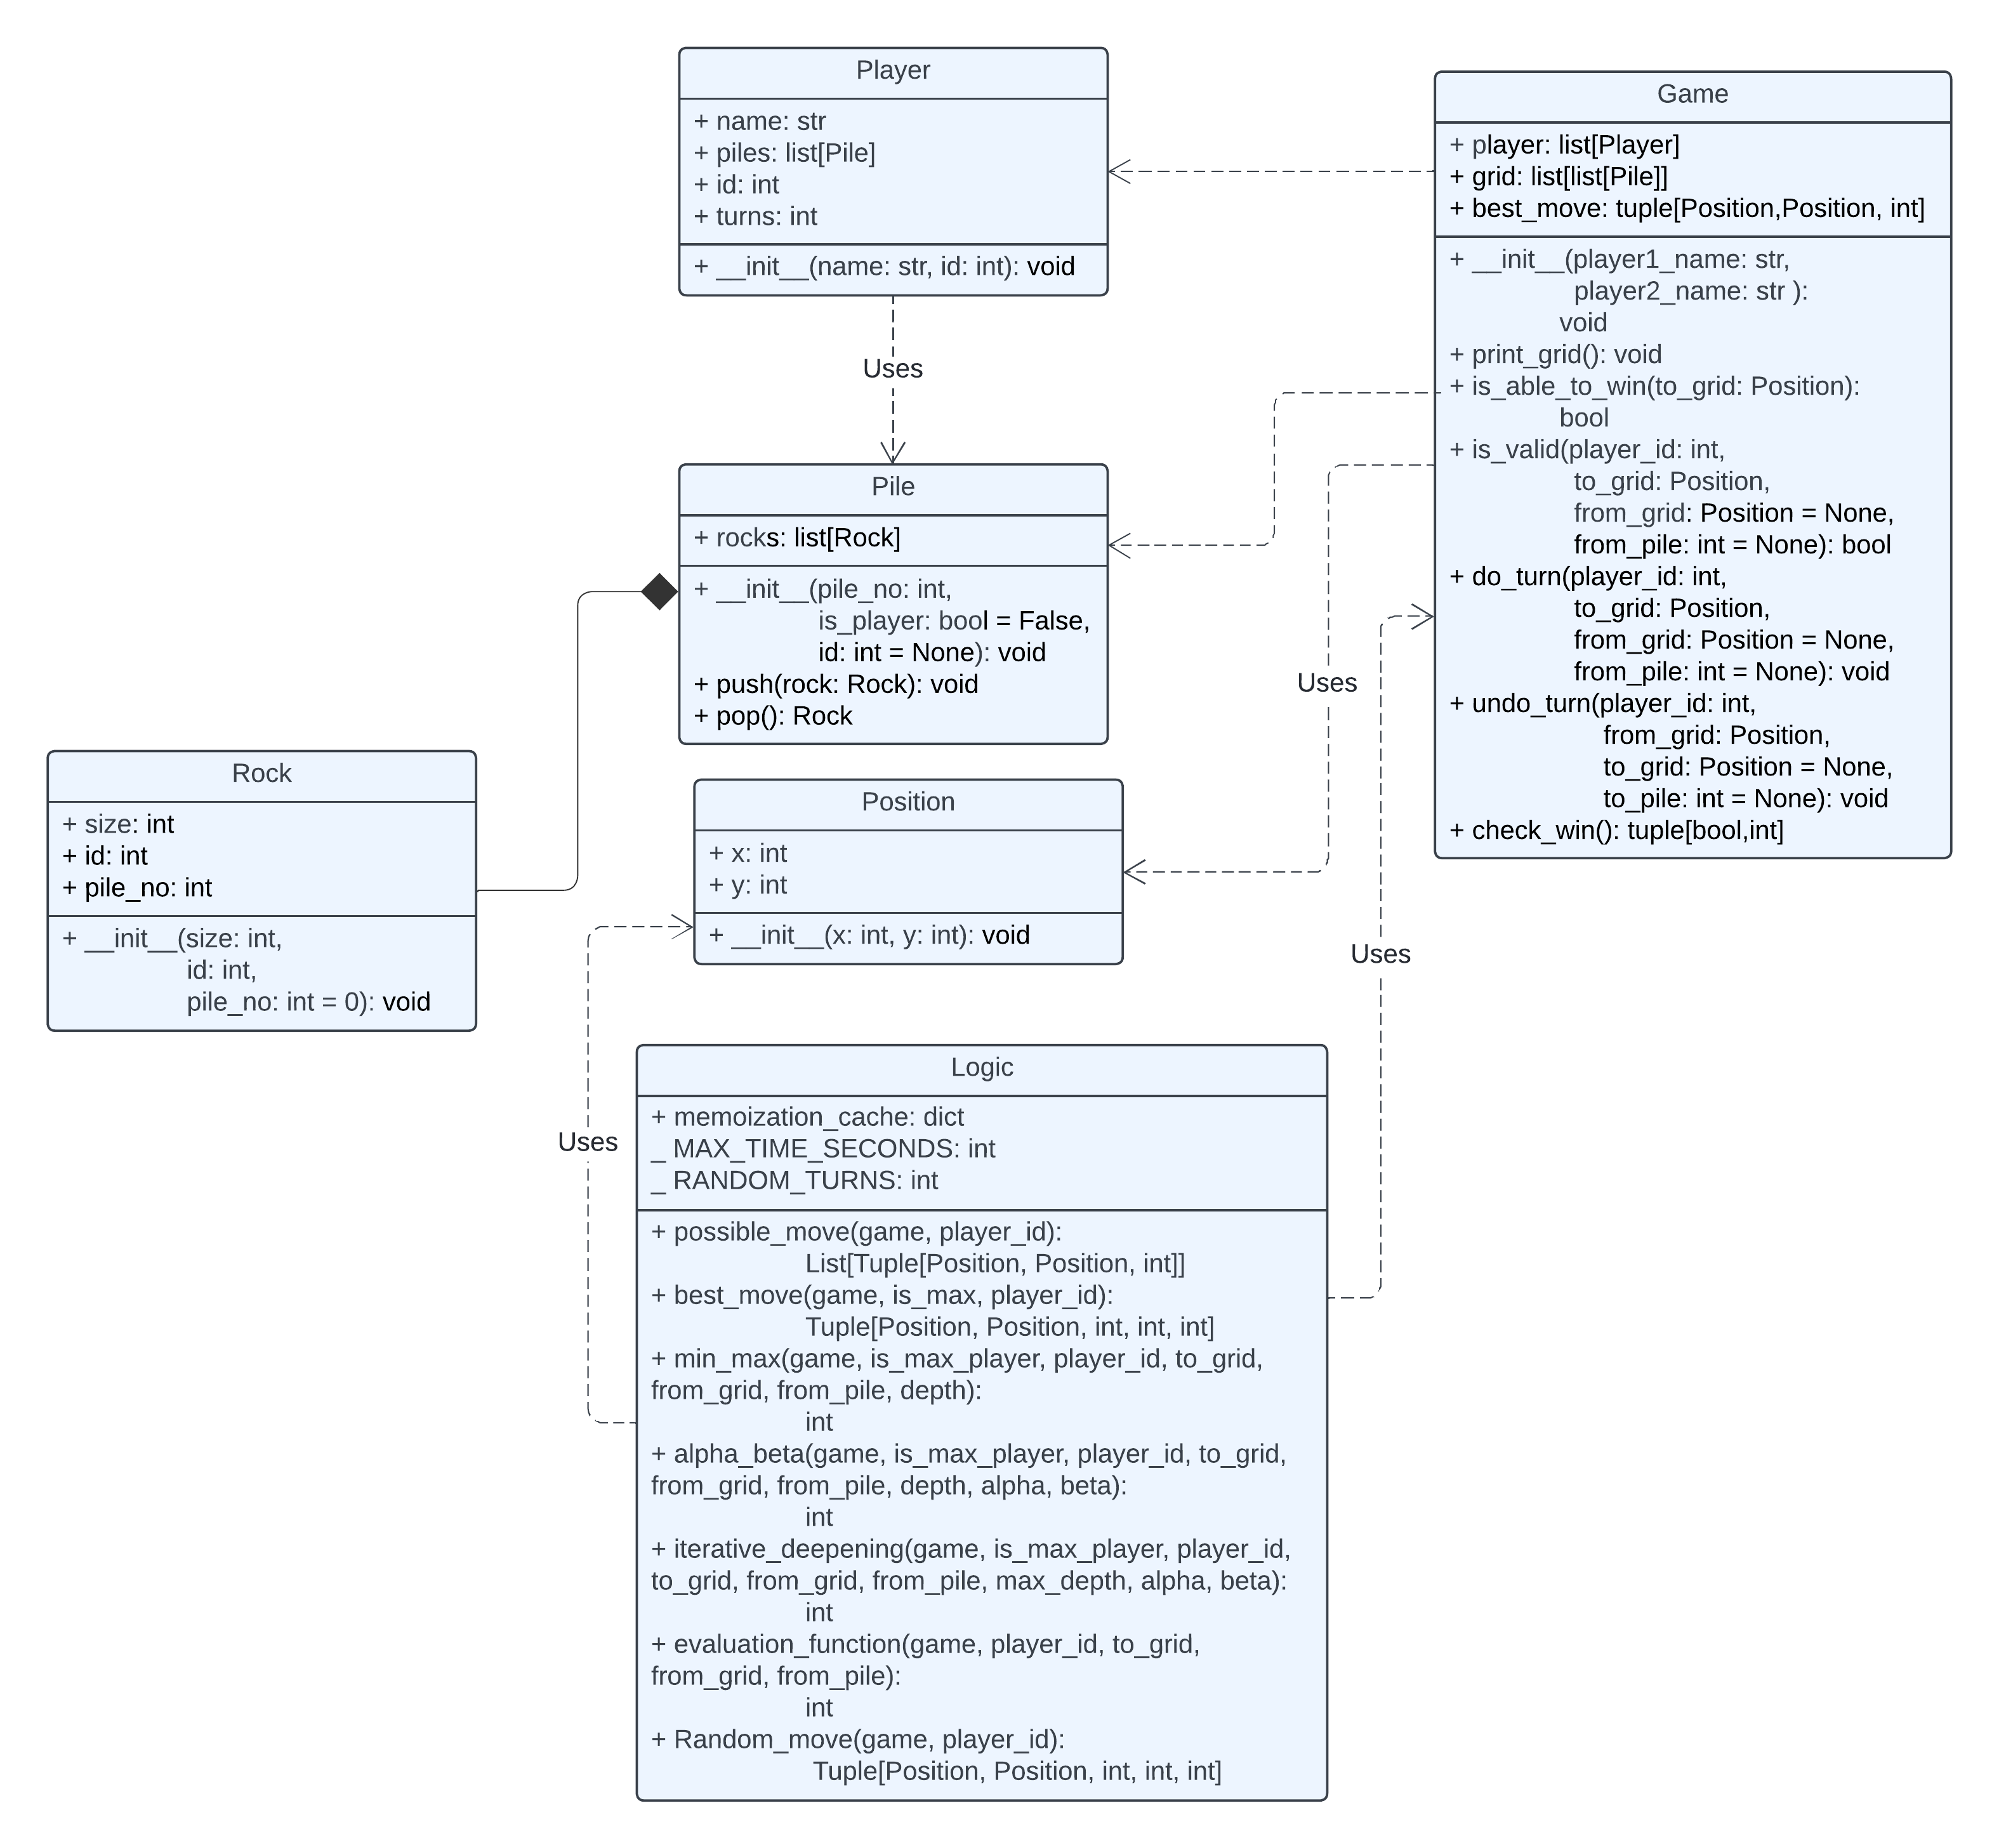 Player
+ name: str
+ piles: list[Pile]
+ id: int
+ turns: int
+ __init__(name: str, id: int): void
Game
+ player: list[Player]
+ grid: list[list[Pile]]
+ best_move: tuple[Position,Position, int]
+ __init__(player1_name: str,
player2_name: str ):
void
+ print_grid(): void
+ is_able_to_win(to_grid: Position):
bool
+ is_valid(player_id: int,
to_grid: Position,
from_grid: Position = None,
from_pile: int = None): bool
+ do_turn(player_id: int,
to_grid: Position,
from_grid: Position = None,
from_pile: int = None): void
+ undo_turn(player_id: int,
from_grid: Position,
to_grid: Position = None,
to_pile: int = None): void
+ check_win(): tuple[bool,int]
Uses
Pile
+ rocks: list[Rock]
+ __init__(pile_no: int,
is_player: bool = False,
id: int = None): void
+ push(rock: Rock): void
+ pop(): Rock
Uses
Rock
+ size: int
+ id: int
+ pile_no: int
+ __init__(size: int,
id: int,
pile_no: int = 0): void
Position
+ x: int
+ y: int
+ __init__(x: int, y: int): void
Uses
Uses
Logic
+ memoization_cache: dict
_ MAX_TIME_SECONDS: int
_ RANDOM_TURNS: int
+ possible_move(game, player_id):
List[Tuple[Position, Position, int]]
+ best_move(game, is_max, player_id):
Tuple[Position, Position, int, int, int]
+ min_max(game, is_max_player, player_id, to_grid,
from_grid, from_pile, depth):
int
+ alpha_beta(game, is_max_player, player_id, to_grid,
from_grid, from_pile, depth, alpha, beta):
int
+ iterative_deepening(game, is_max_player, player_id,
to_grid, from_grid, from_pile, max_depth, alpha, beta):
int
+ evaluation_function(game, player_id, to_grid,
from_grid, from_pile):
int
+ Random_move(game, player_id):
Tuple[Position, Position, int, int, int]